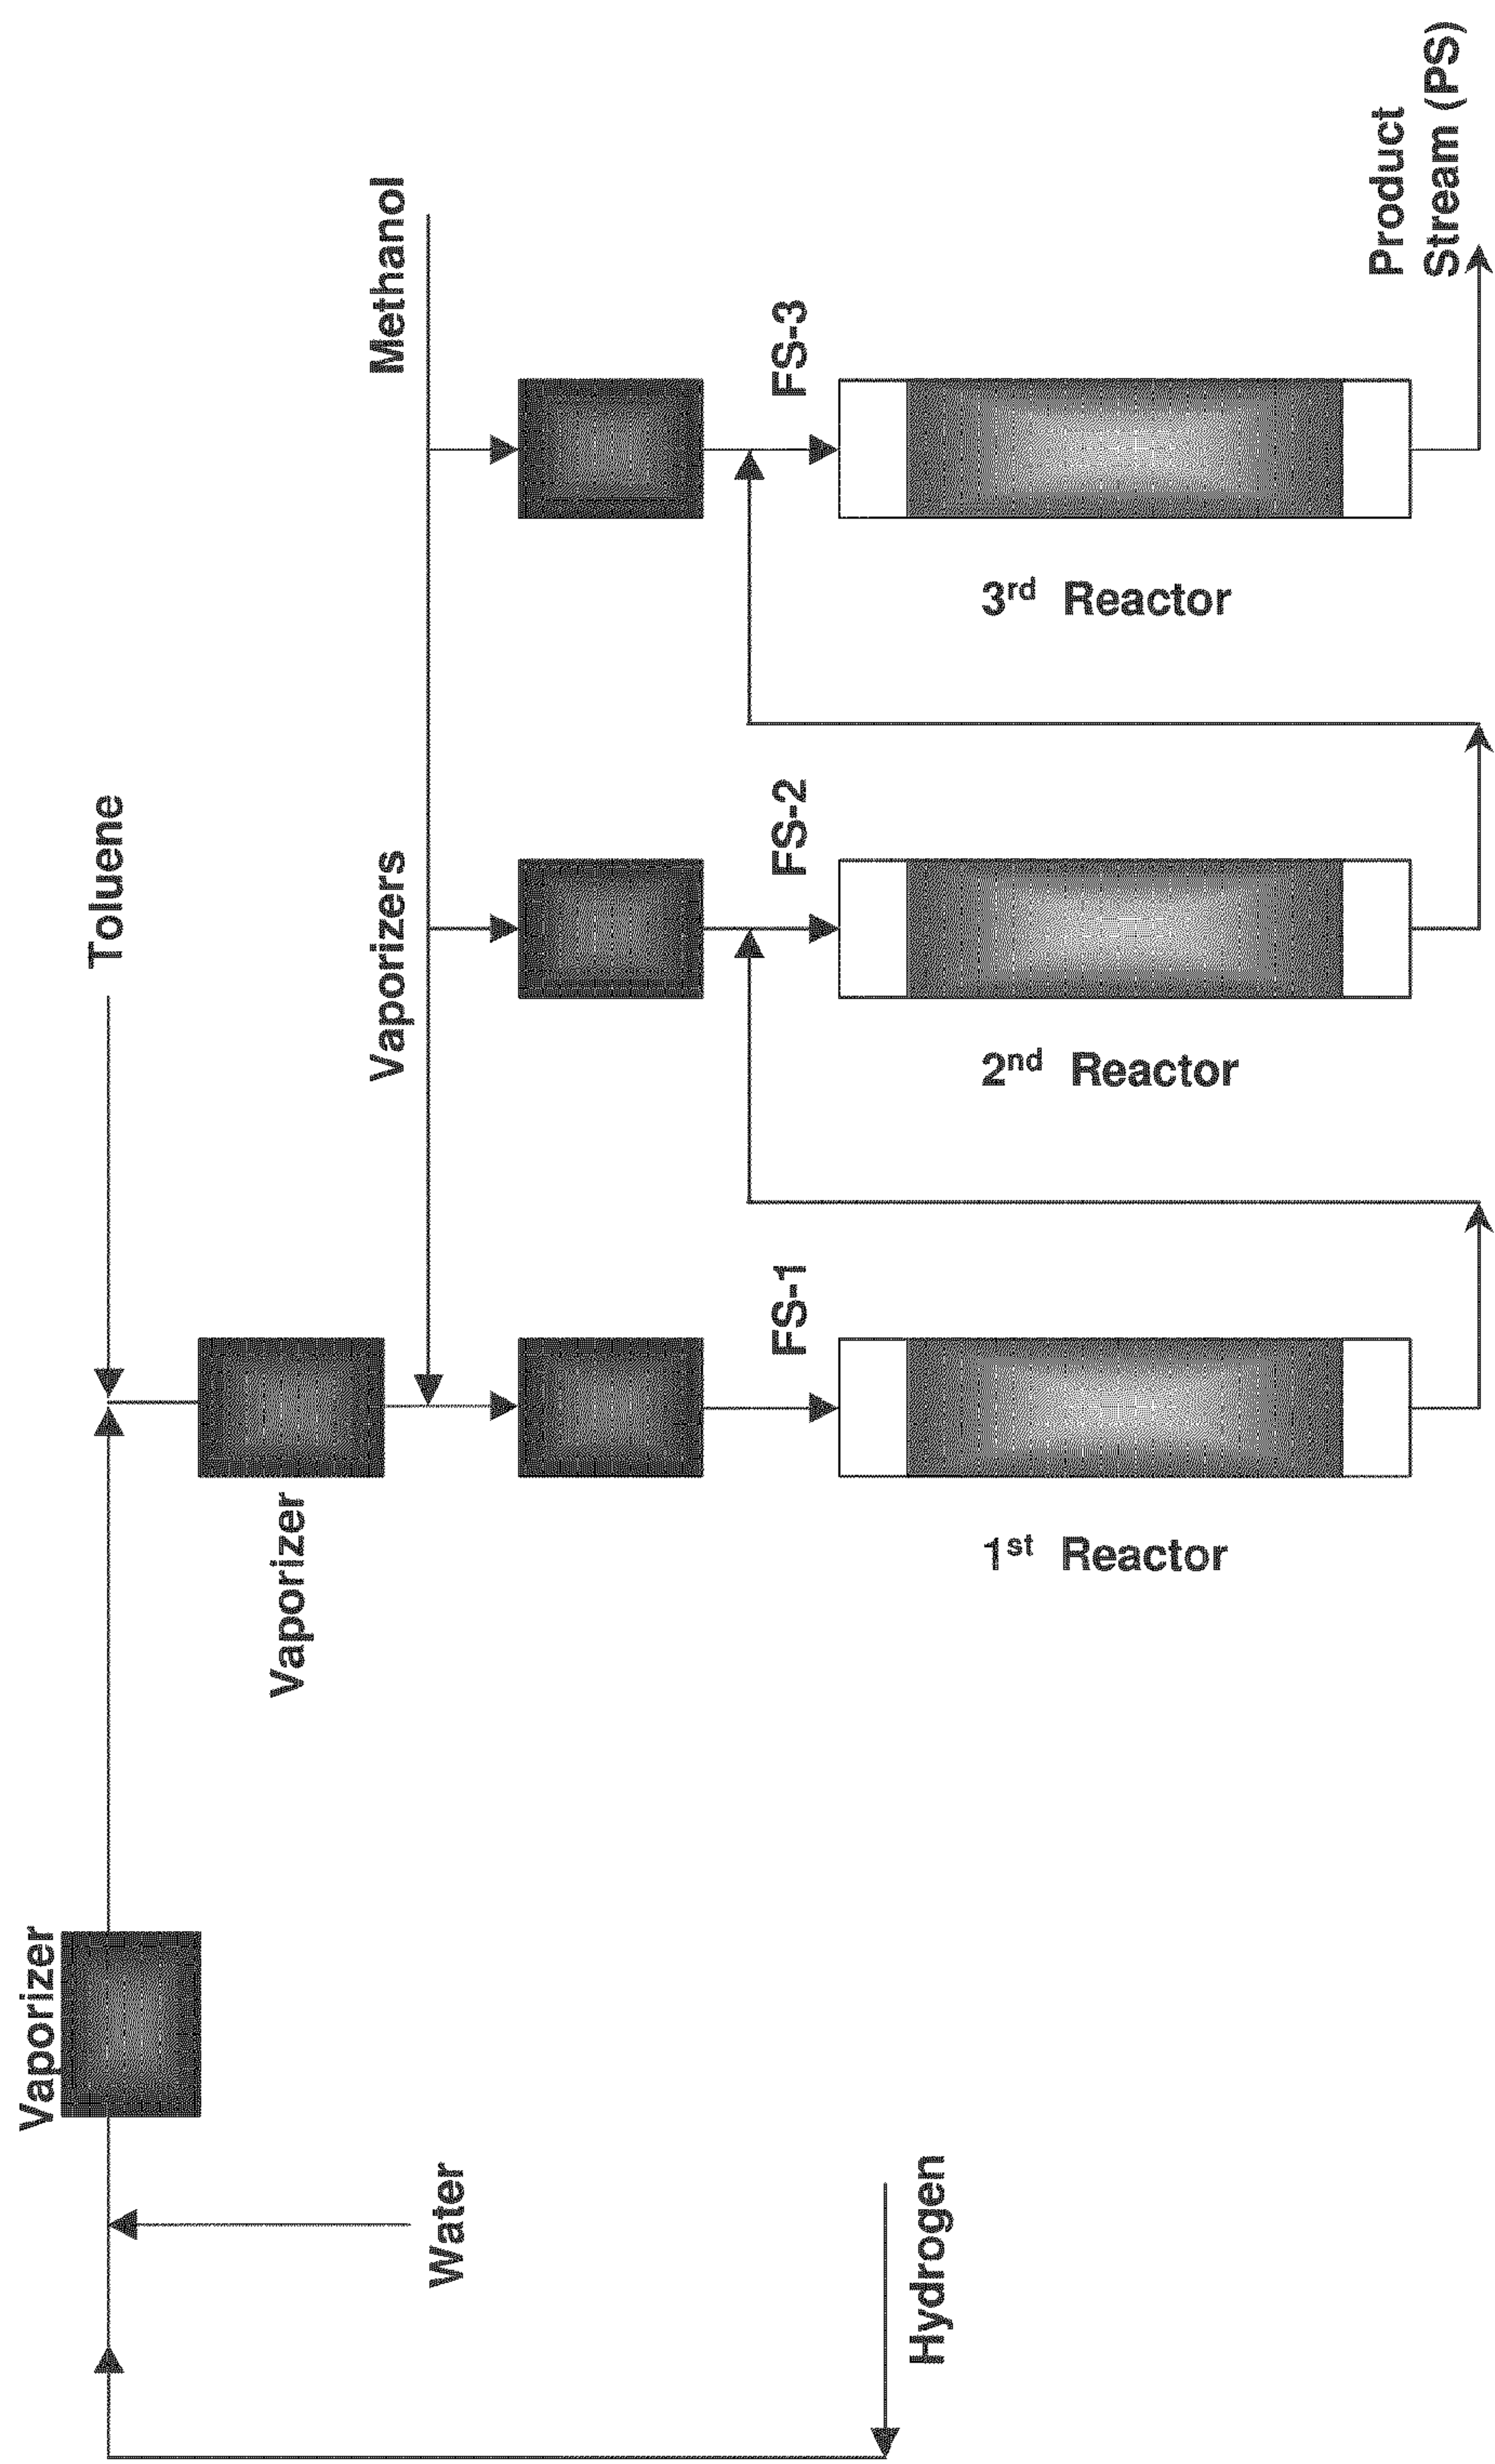 Vaporizer
Toluene
Water
Hydrogen
Vaporizer
Vaporizers
Methanol
FS-1
FS-2
FS-3
1st Reactor
2nd Reactor
3rd Reactor
Product
Stream (PS)